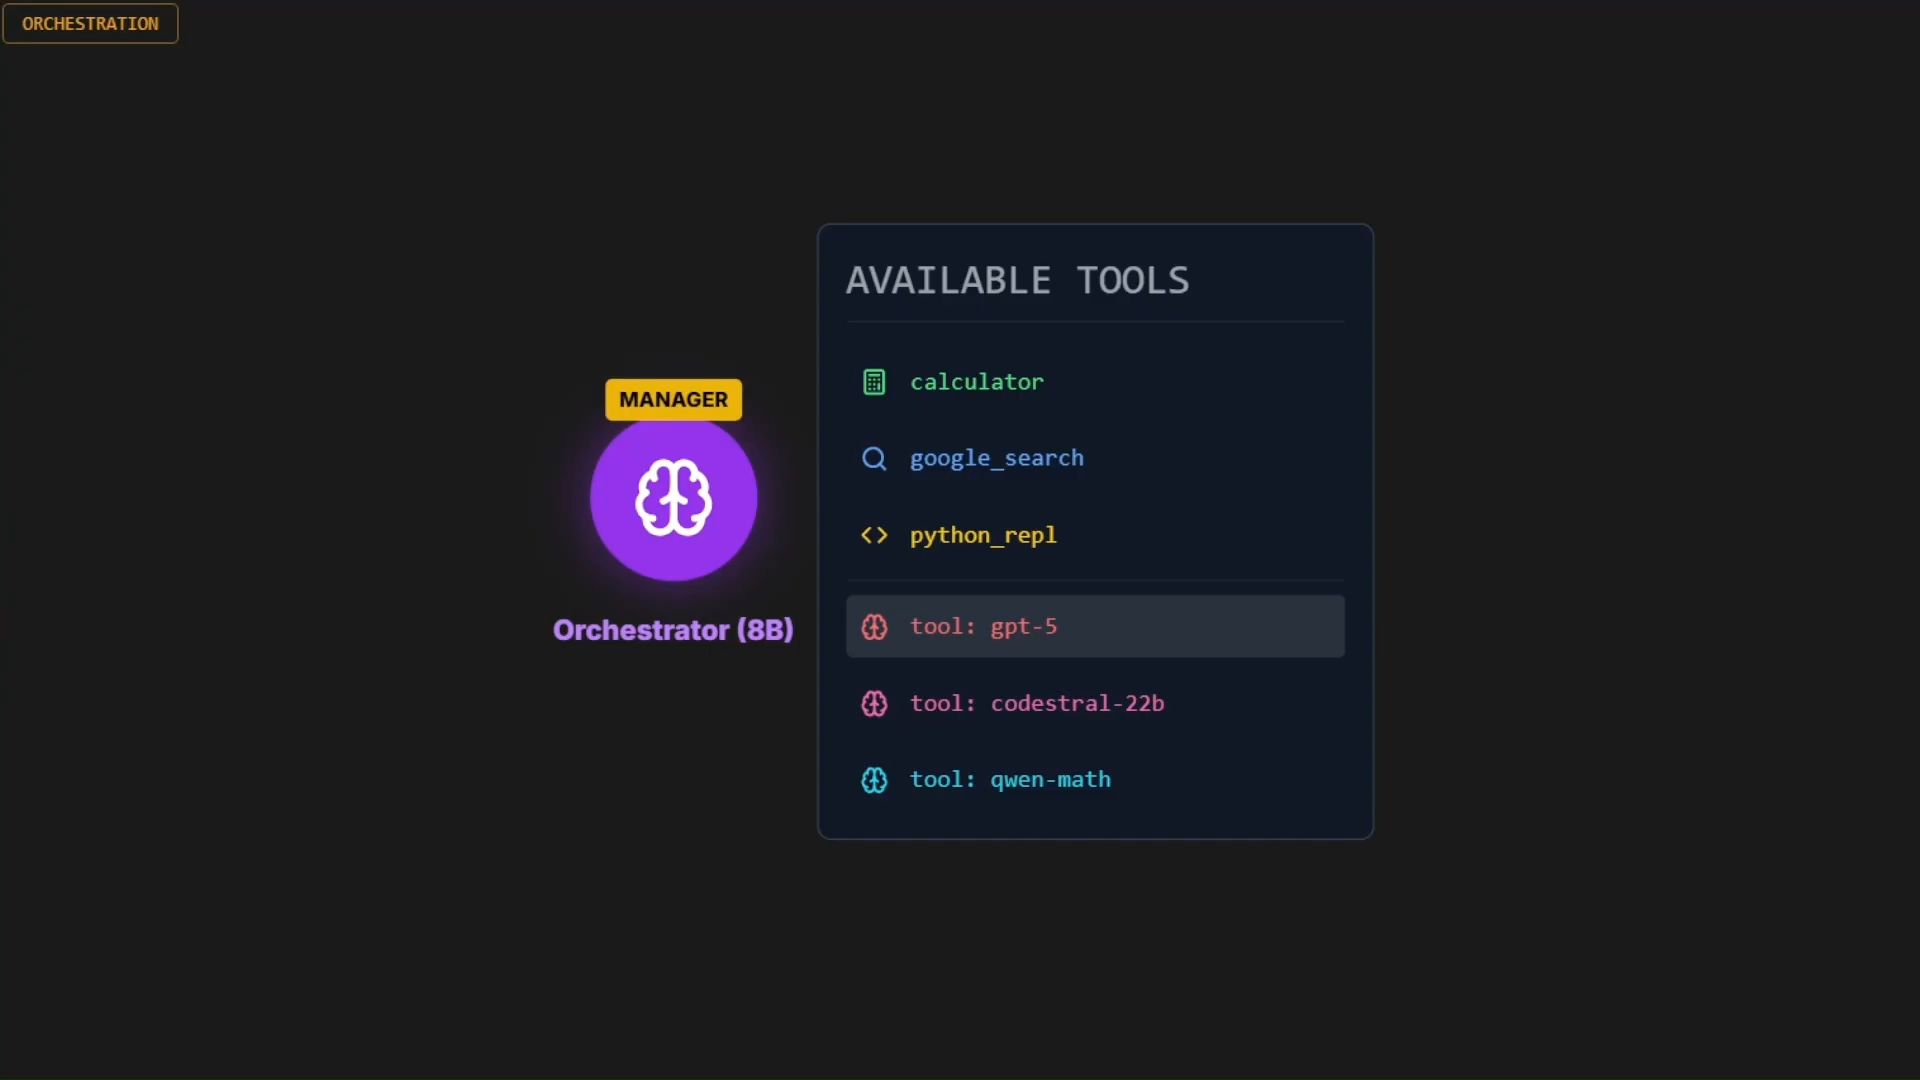 ORCHESTRATION
MANAGER
Orchestrator (8B)
AVAILABLE TOOLS
calculator
google_search
python_repl
tool: gpt-5
tool: codestral-22b
tool: qwen-math